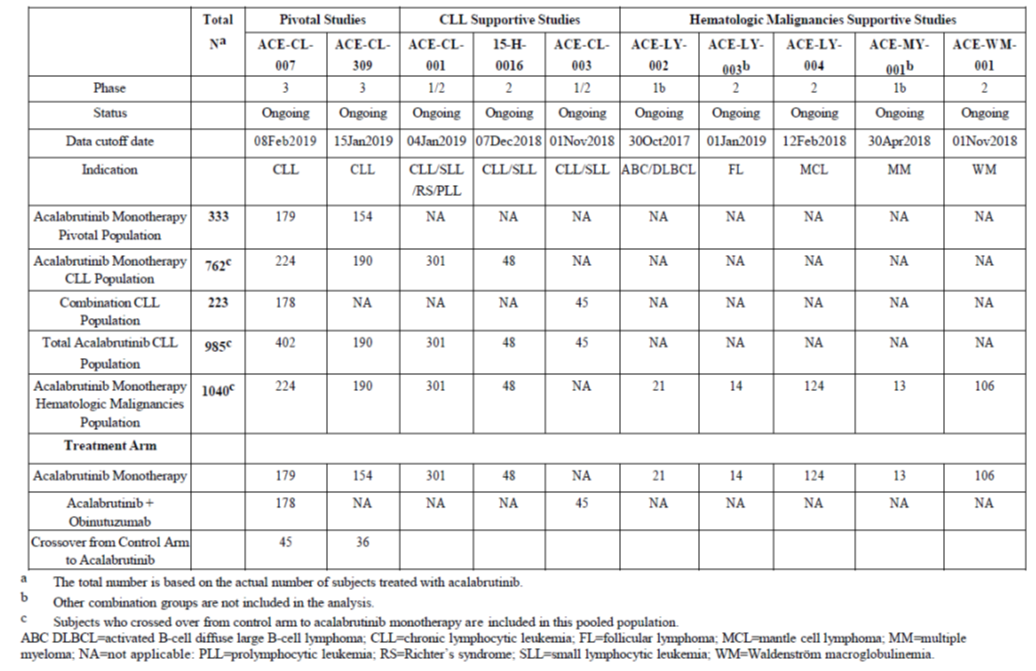 Total Pivotal Studies CLL Supportive Studies Hematologic Malignancies Supportive Studies
Nᵃ ACE-CL- ACE-CL- ACE-CL- 15-H- ACE-CL- ACE-LY- ACE-LY- ACE-LY- ACE-MY- ACE-WM-
007 309 001 0016 003 002 003ᵇ 004 001ᵇ 001
Phase 3 3 1/2 2 1/2 1b 2 2 1b 2
Status Ongoing Ongoing Ongoing Ongoing Ongoing Ongoing Ongoing Ongoing Ongoing Ongoing
Data cutoff date 08Feb2019 15Jan2019 04Jan2019 07Dec2018 01Nov2018 30Oct2017 01Jan2019 12Feb2018 30Apr2018 01Nov2018
Indication CLL CLL CLL/SLL CLL/SLL CLL/SLL ABC/DLBCL FL MCL MM WM
/RS/PLL
Acalabrutinib Monotherapy 333 179 154 NA NA NA NA NA NA NA NA
Pivotal Population
Acalabrutinib Monotherapy 762ᶜ 224 190 301 48 NA NA NA NA NA NA
CLL Population
Combination CLL 223 178 NA NA NA 45 NA NA NA NA NA
Population
Total Acalabrutinib CLL 985ᶜ 402 190 301 48 45 NA NA NA NA NA
Population
Acalabrutinib Monotherapy 1040ᶜ 224 190 301 48 NA 21 14 124 13 106
Hematologic Malignancies
Population
Treatment Arm
Acalabrutinib Monotherapy 179 154 301 48 NA 21 14 124 13 106
Acalabrutinib + 178 NA NA NA 45 NA NA NA NA NA
Obinutuzumab
Crossover from Control Arm 45 36
to Acalabrutinib
a The total number is based on the actual number of subjects treated with acalabrutinib.
b Other combination groups are not included in the analysis.
c Subjects who crossed over from control arm to acalabrutinib monotherapy are included in this pooled population.
ABC DLBCL=activated B-cell diffuse large B-cell lymphoma; CLL=chronic lymphocytic leukemia; FL=follicular lymphoma; MCL=mantle cell lymphoma; MM=multiple
myeloma; NA=not applicable: PLL=prolymphocytic leukemia; RS=Richter`s syndrome; SLL=small lymphocytic leukemia; WM=Waldenström macroglobulinemia.